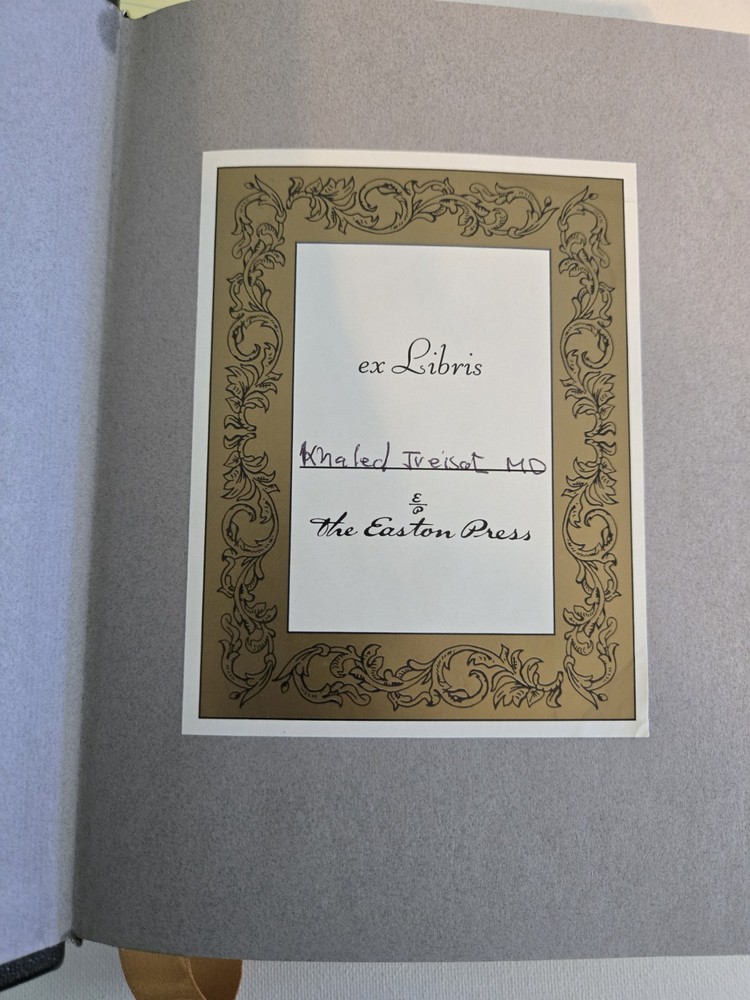 ex Libris
Khaled Jreisat MD
E
P
the Easton Press